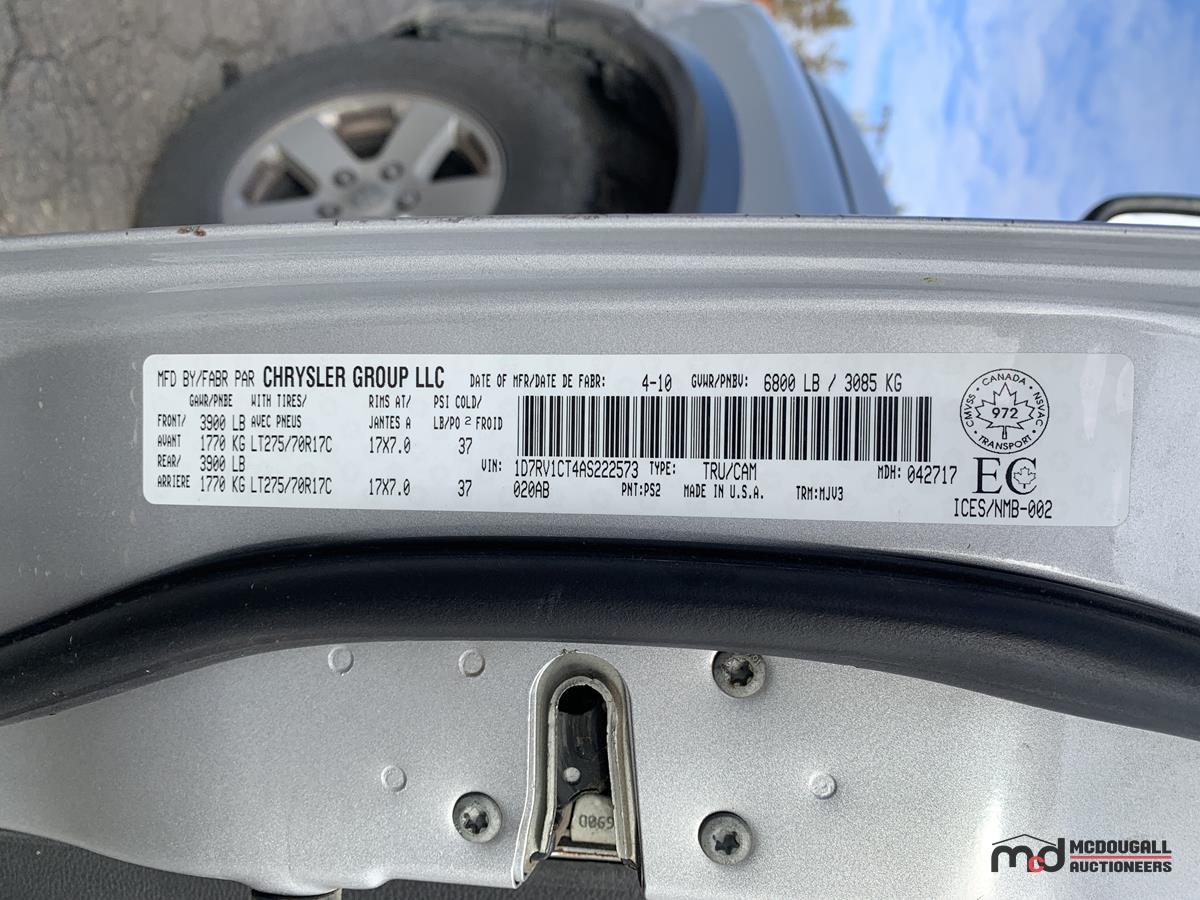 MFD BY/FABR PAR CHRYSLER GROUP LLC DATE OF MFR/DATE DE FABR: 4-10 GVWR/PNBV: 6800 LB / 3085 KG
GAWR/PNBE WITH TIRES/ RIMS AT/ PSI COLD/
FRONT/ 3900 LB AVEC PNEUS JANTES A LB/PO 2 FROID
AVANT 1770 KG LT275/70R17C 17X7.0 37
REAR/ 3900 LB
ARRIERE 1770 KG LT275/70R17C 17X7.0 37
VIN: 1D7RV1CT4AS222573 TYPE: TRU/CAM MDH: 042717
020AB PNT:PS2 MADE IN U.S.A. TRM:MJV3
CANADA
CMVSS 972 NSVAC
TRANSPORT
EC
ICES/NMB-002
069D
mcd MCDOUGALL
AUCTIONEERS